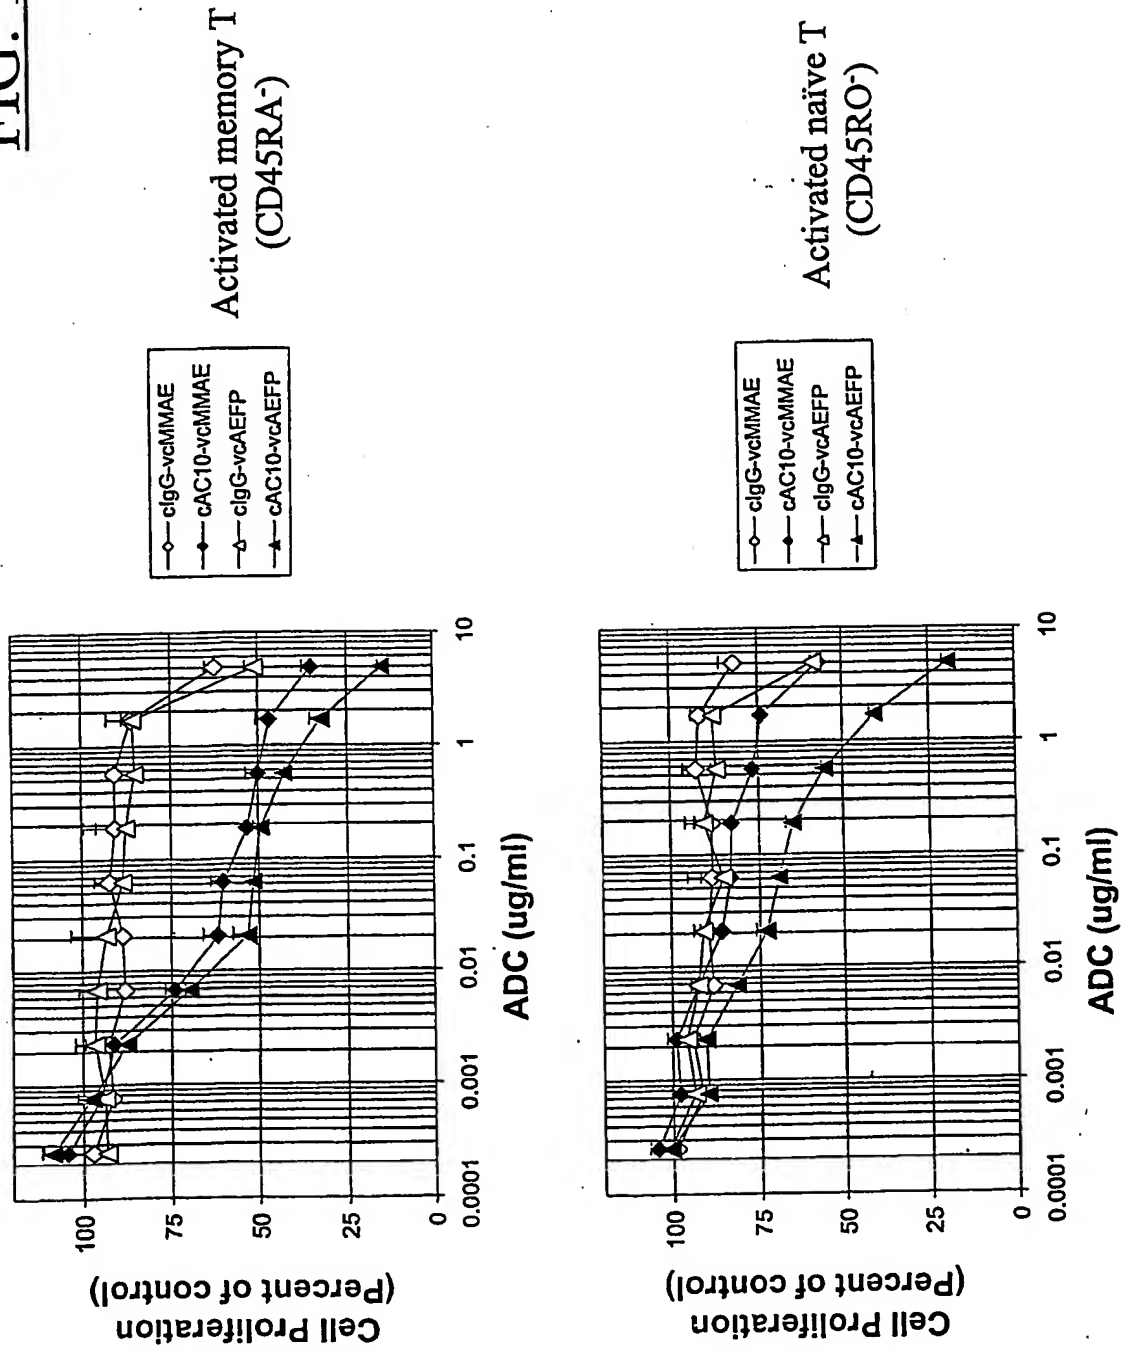 FIG.
Activated memory T
(CD45RA-)
cIgG-vcMMAE
cAC10-vcMMAE
cIgG-vcAEFP
cAC10-vcAEFP
Cell Proliferation
(Percent of control)
100
75
50
25
0
0.0001
0.001
0.01
0.1
1
10
ADC (ug/ml)
Activated naïve T
(CD45RO-)
cIgG-vcMMAE
cAC10-vcMMAE
cIgG-vcAEFP
cAC10-vcAEFP
Cell Proliferation
(Percent of control)
100
75
50
25
0
0.0001
0.001
0.01
0.1
1
10
ADC (ug/ml)